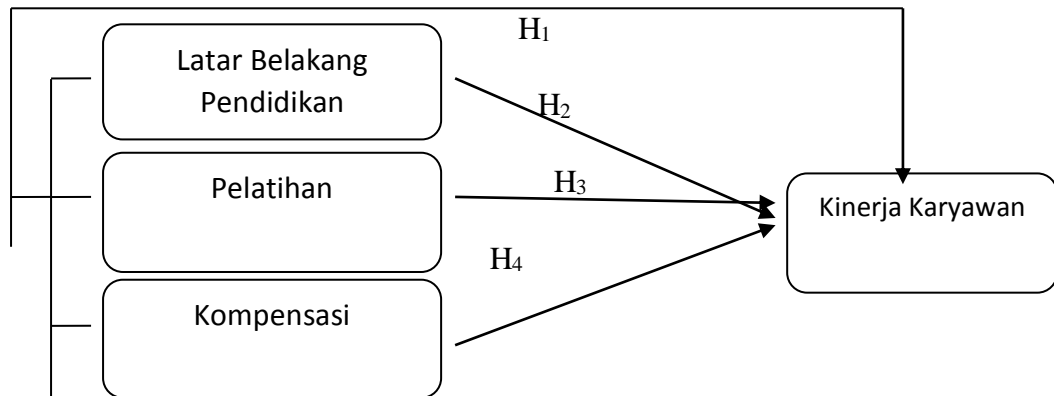 H₁
Latar Belakang
Pendidikan
H₂
Pelatihan
H₃
Kinerja Karyawan
H₄
Kompensasi